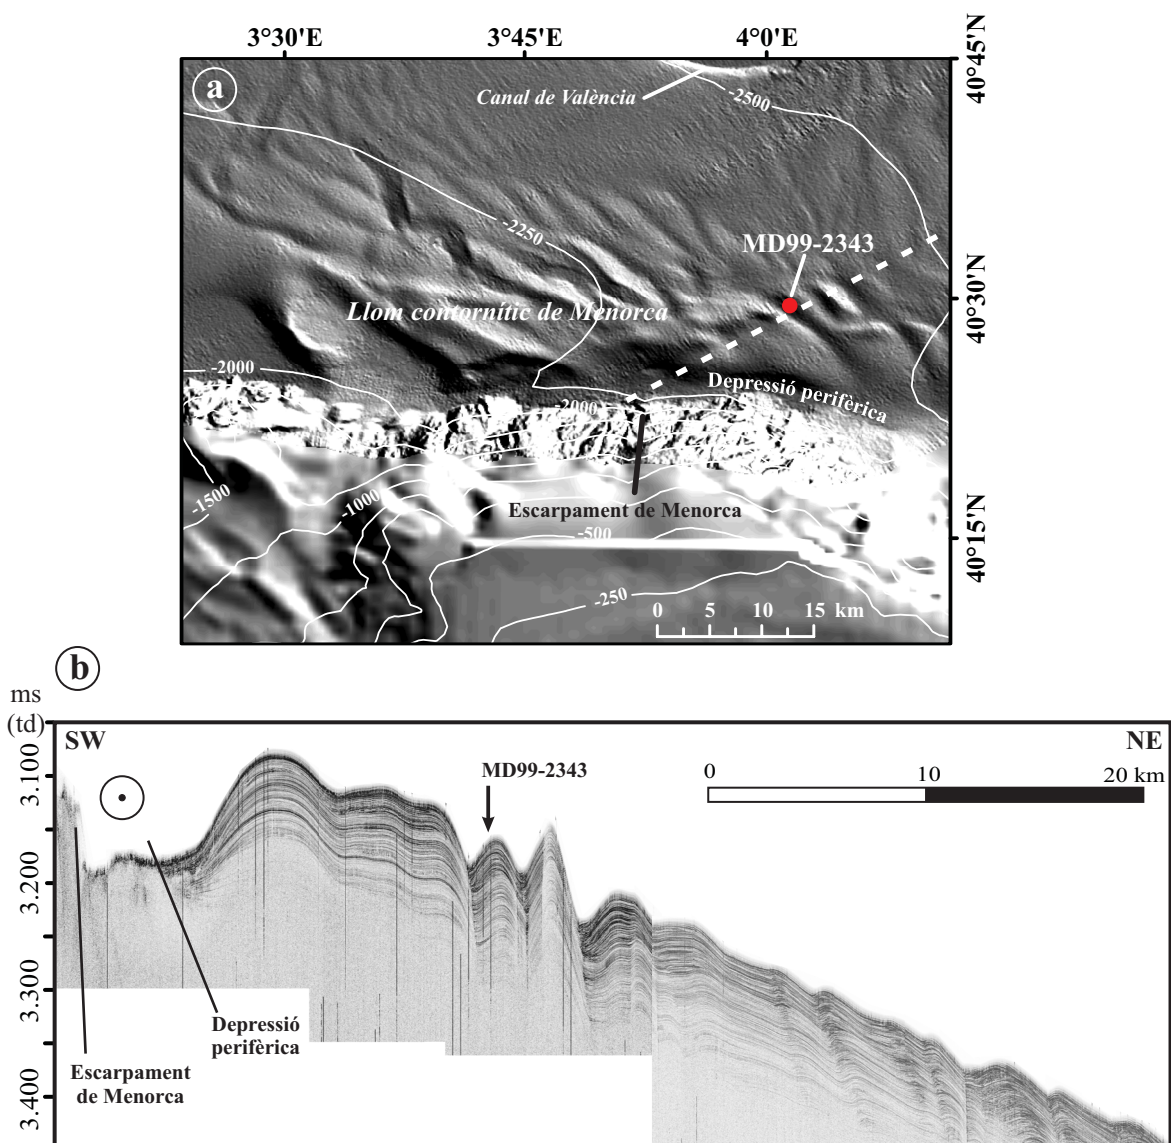 3°30'E 3°45'E 4°0'E
a
40°45'N
Canal de València
-2500
-2250
MD99-2343
40°30'N
Llom contornític de Menorca
-2000
Depressió perifèrica
-2000
-1500
-1000
Escarpament de Menorca
-500
40°15'N
-250
0 5 10 15 km
b
ms
(td)
SW
NE
3.100
MD99-2343
0 10 20 km
3.200
3.300
Depressió
perifèrica
Escarpament
de Menorca
3.400